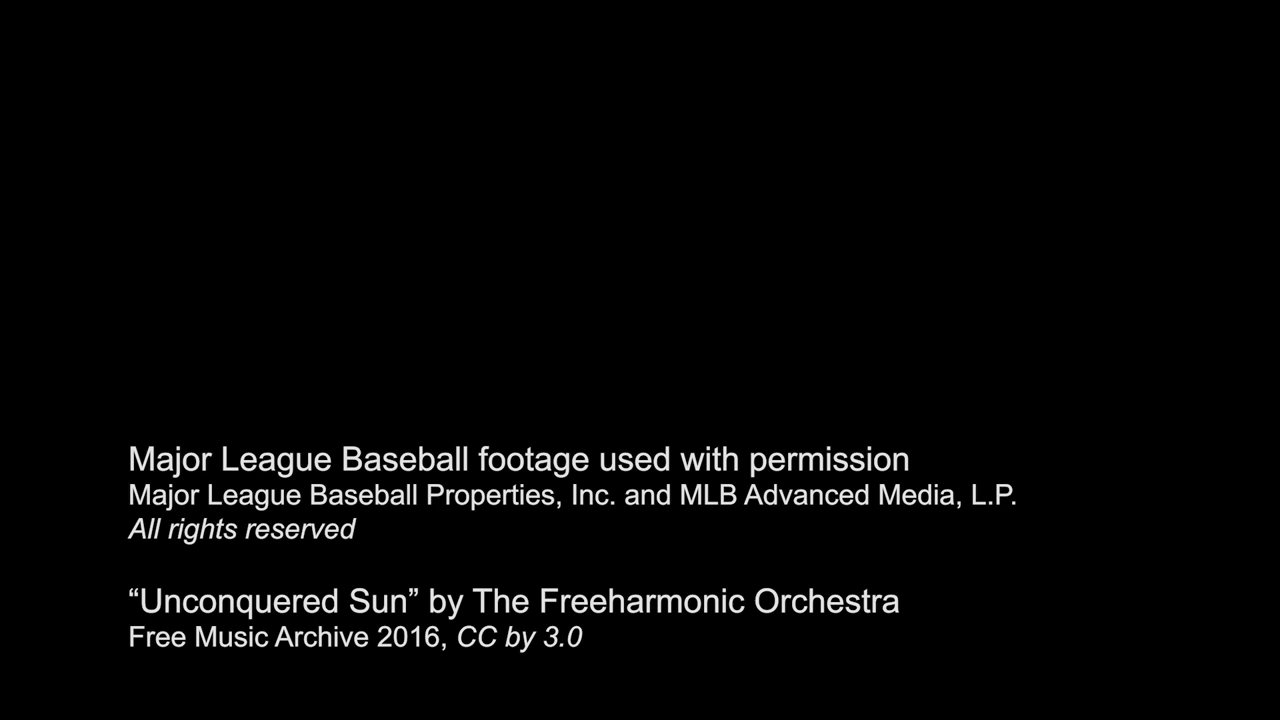 Major League Baseball footage used with permission
Major League Baseball Properties, Inc. and MLB Advanced Media, L.P.
All rights reserved
“Unconquered Sun” by The Freeharmonic Orchestra
Free Music Archive 2016, CC by 3.0